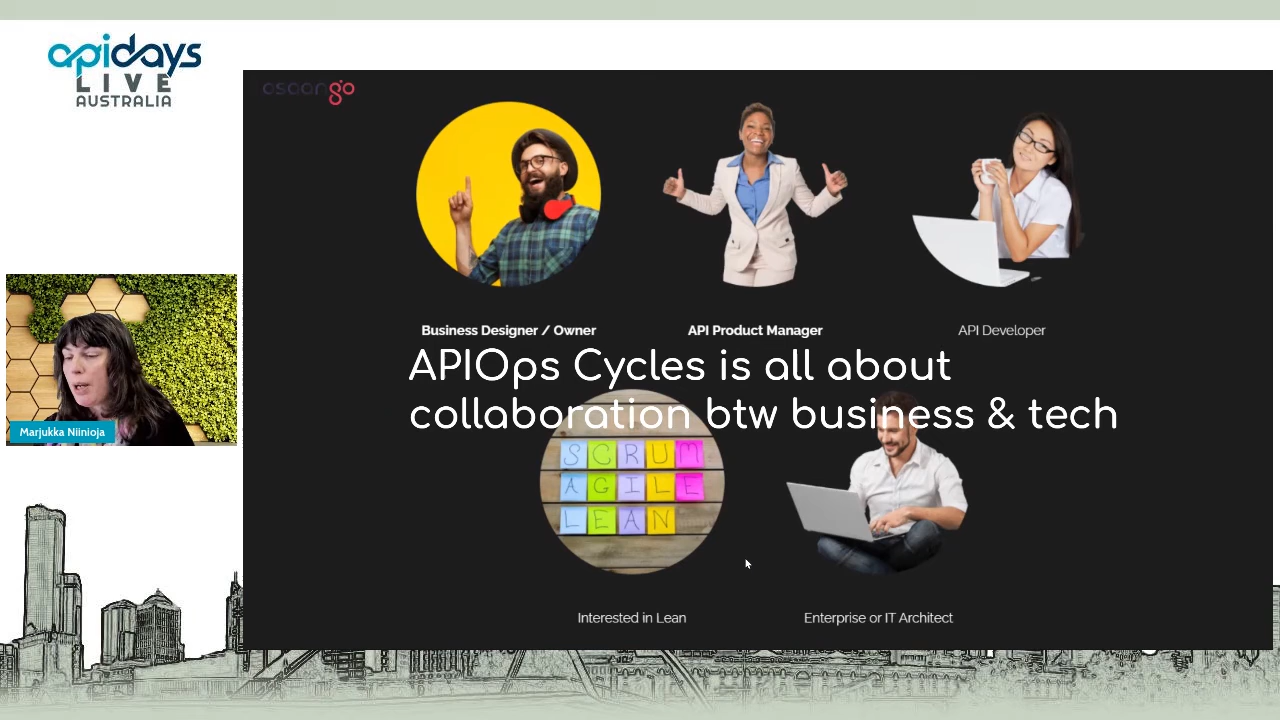 apidays
LIVE
AUSTRALIA
osaango
Business Designer / Owner
API Product Manager
API Developer
APIOps Cycles is all about
collaboration btw business & tech
SCRUM
AGILE
LEAN
Marjukka Niinioja
Interested in Lean
Enterprise or IT Architect